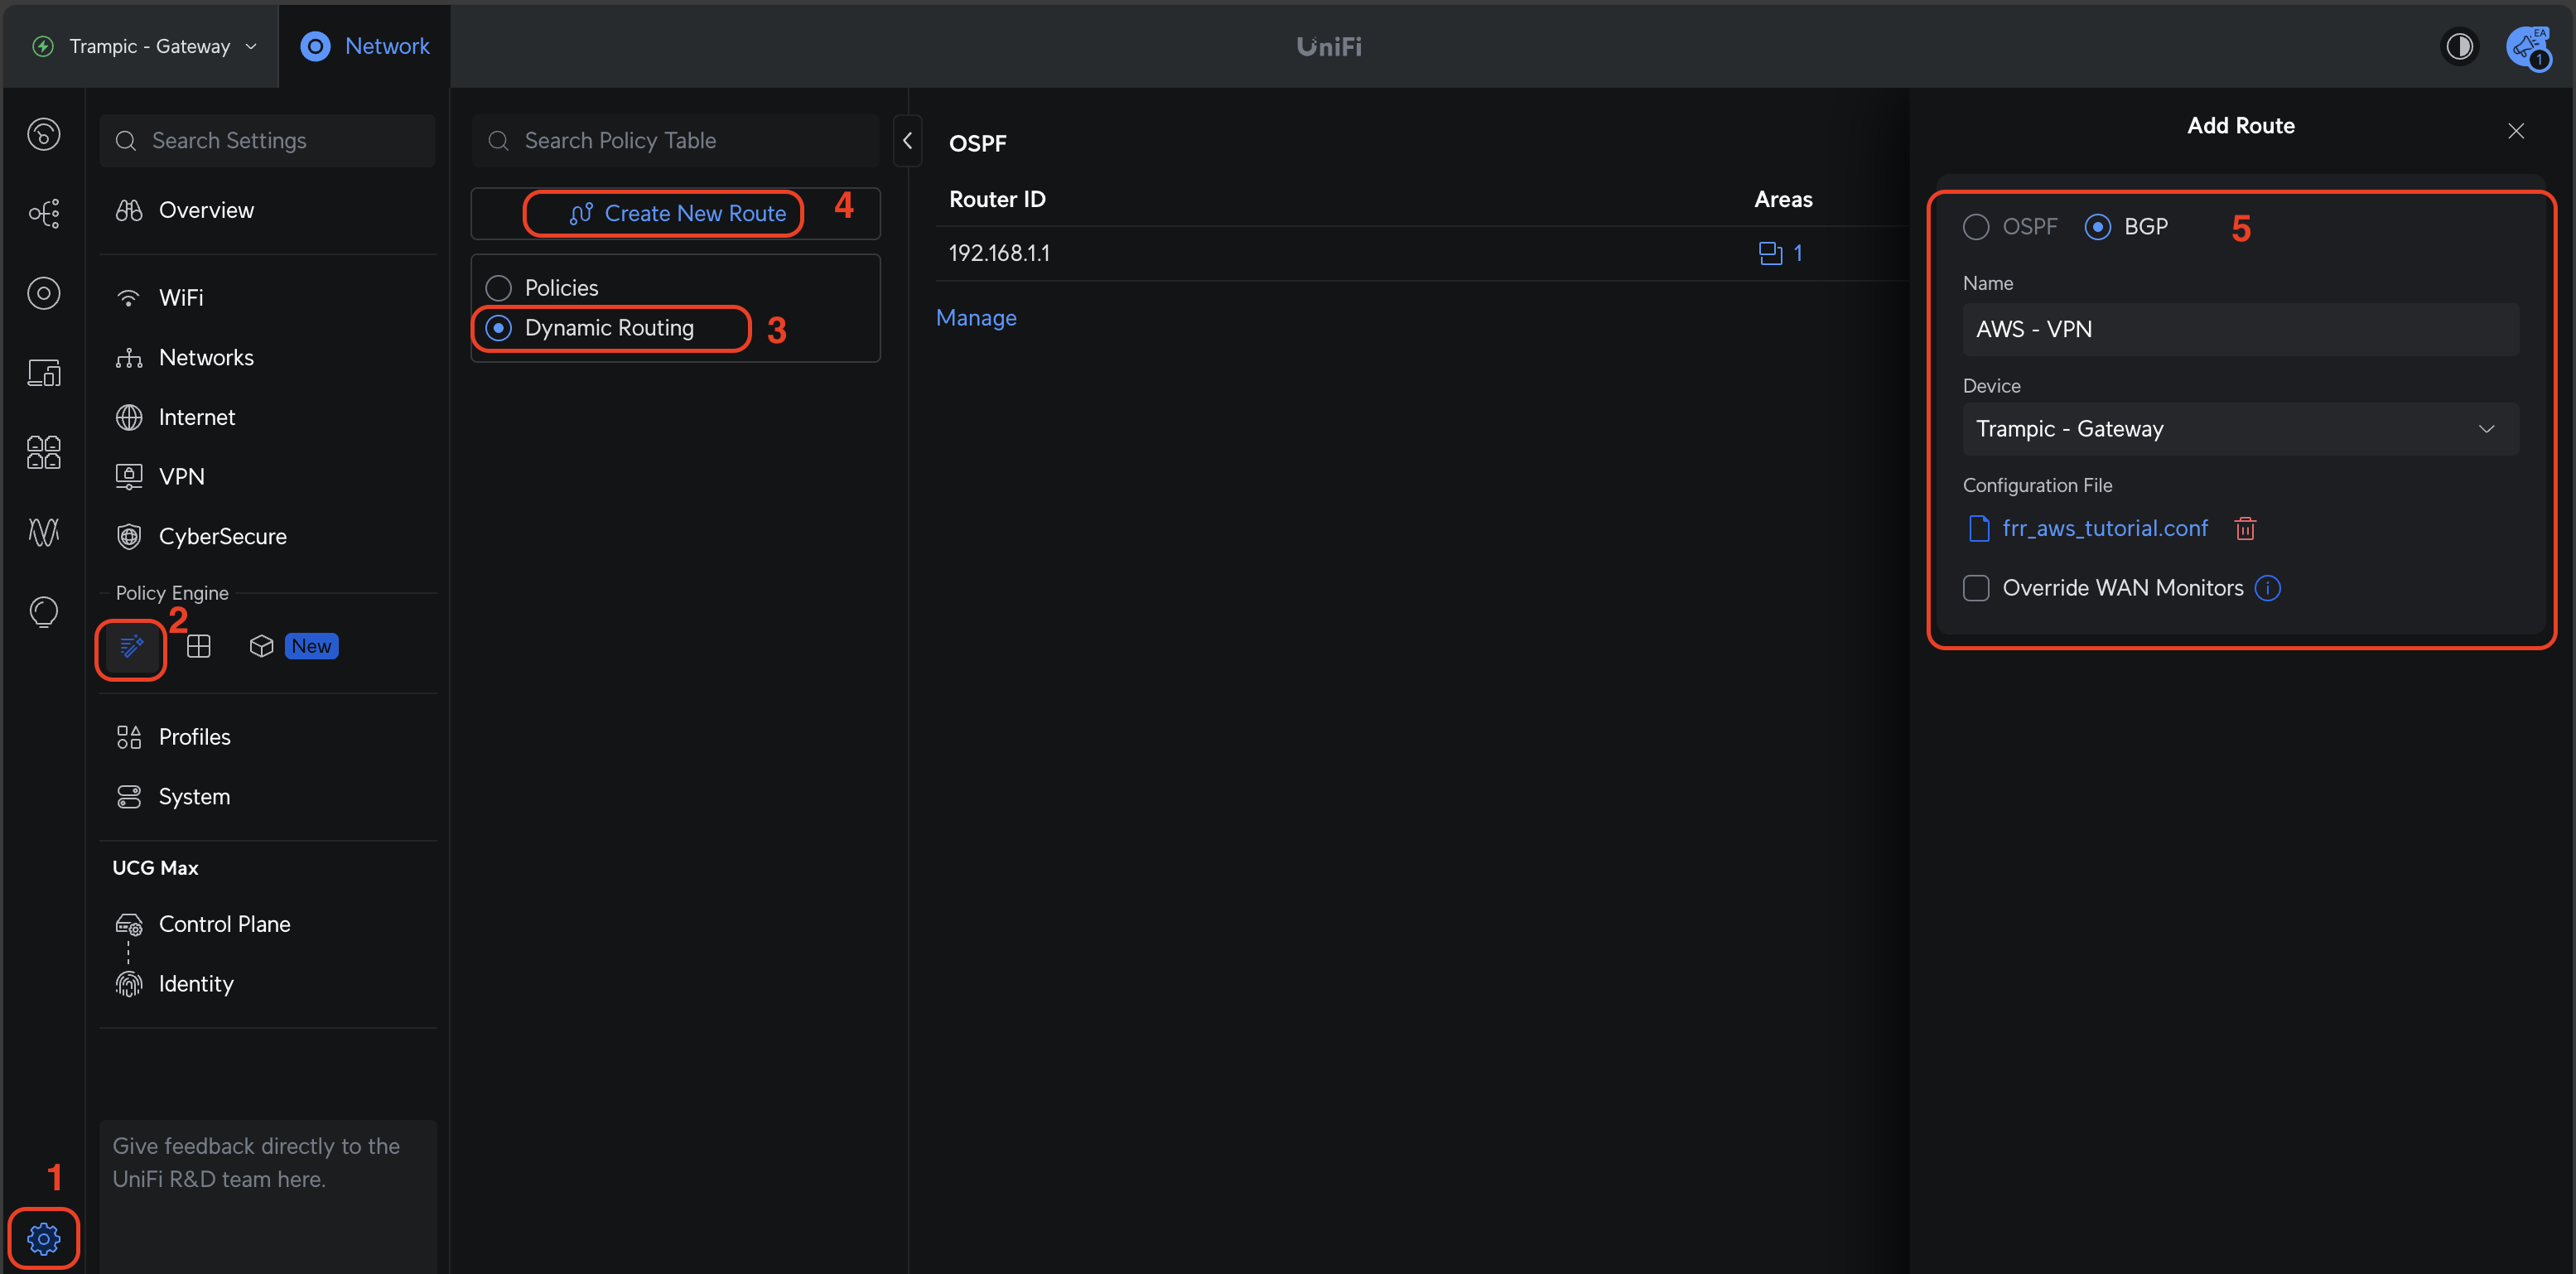 Trampic - Gateway
Network
UniFi
EA
1
Search Settings
Overview
WiFi
Networks
Internet
VPN
CyberSecure
Policy Engine
2
New
Profiles
System
UCG Max
Control Plane
Identity
Give feedback directly to the
UniFi R&D team here.
1
Search Policy Table
Create New Route
4
Policies
Dynamic Routing
3
OSPF
Router ID Areas
192.168.1.1 1
Manage
Add Route
OSPF BGP 5
Name
AWS - VPN
Device
Trampic - Gateway
Configuration File
frr_aws_tutorial.conf
Override WAN Monitors